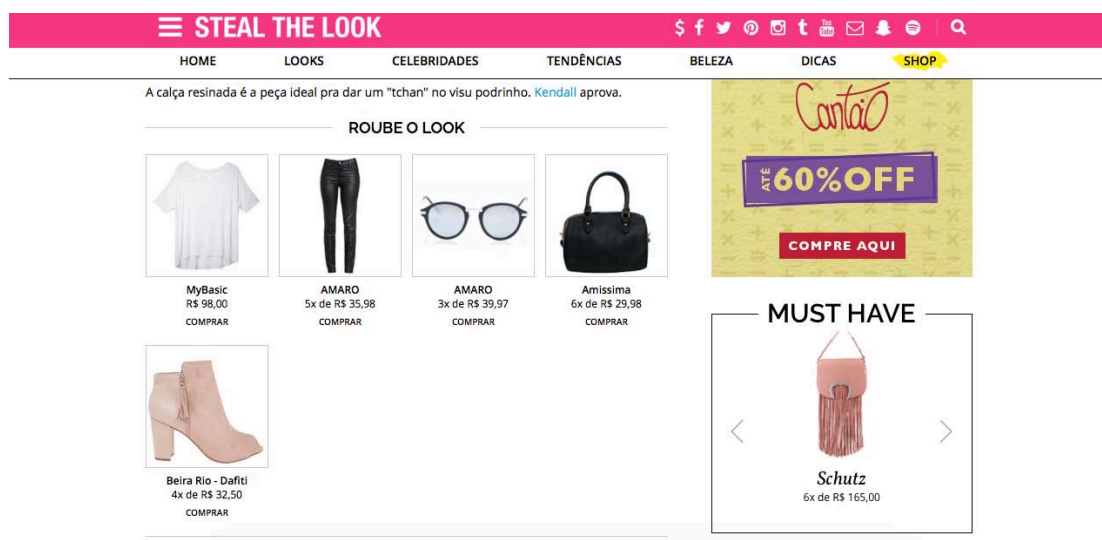 STEAL THE LOOK
$ f t You Tube
HOME LOOKS CELEBRIDADES TENDÊNCIAS BELEZA DICAS SHOP
A calça resinada é a peça ideal pra dar um "tchan" no visu podrinho. Kendall aprova.
ROUBE O LOOK
MyBasic
R$ 98,00
COMPRAR
AMARO
5x de R$ 35,98
COMPRAR
AMARO
3x de R$ 39,97
COMPRAR
Amissima
6x de R$ 29,98
COMPRAR
Beira Rio - Dafiti
4x de R$ 32,50
COMPRAR
Cantão
ATÉ 60%OFF
COMPRE AQUI
MUST HAVE
Schutz
6x de R$ 165,00